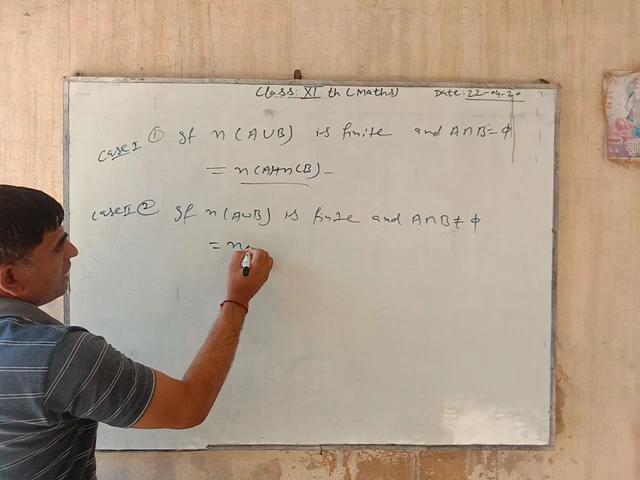 Class: XI th (Maths) Date: 22-04-20
Case I ① If n(A∪B) is finite and A∩B=ϕ
= n(A)+n(B) -
Case II ② If n(A∪B) is finite and A∩B≠ϕ
= n